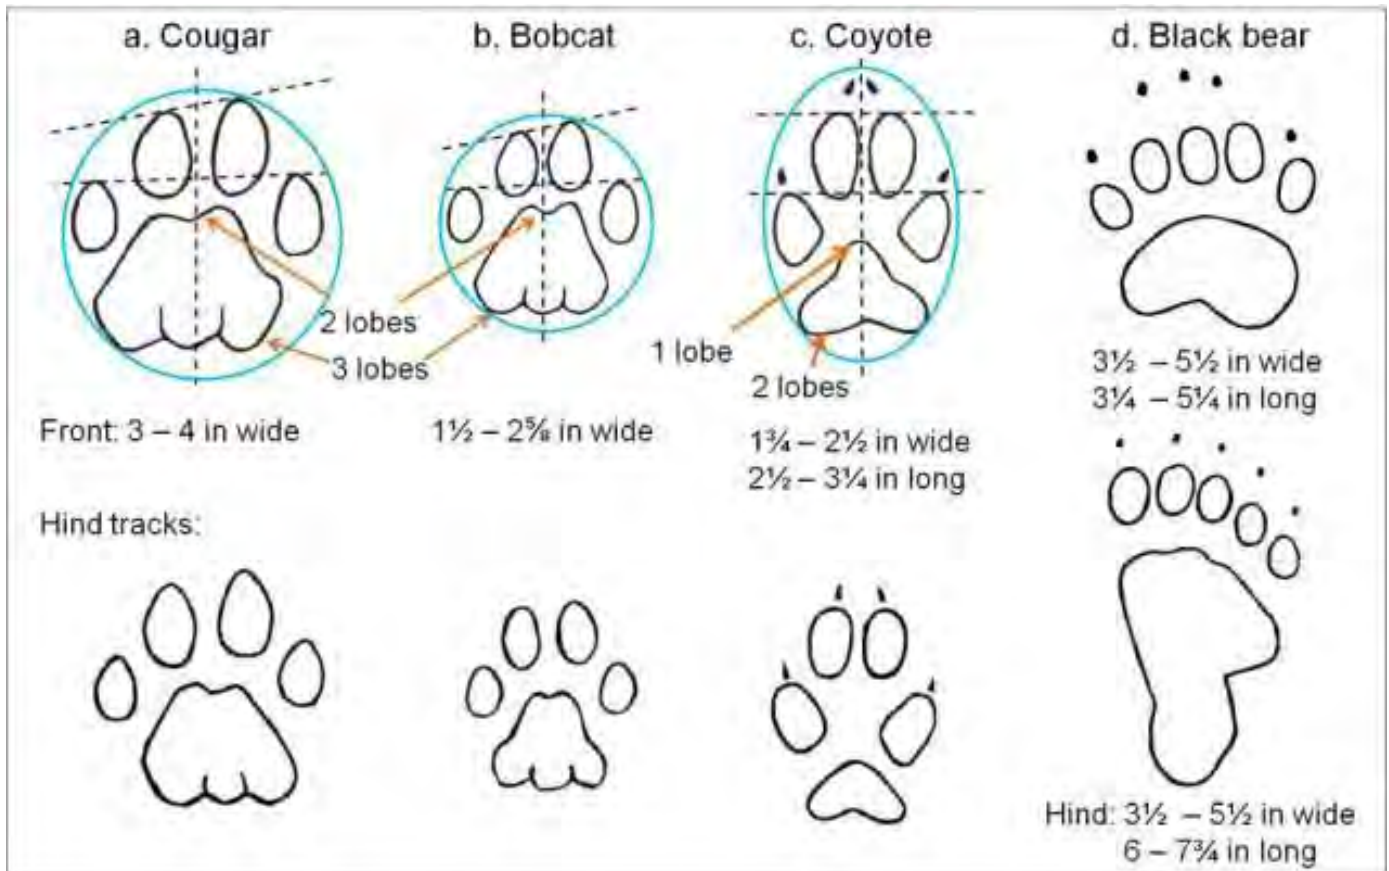 a. Cougar
b. Bobcat
c. Coyote
d. Black bear
2 lobes
3 lobes
1 lobe
2 lobes
Front: 3 – 4 in wide
1½ – 2⅝ in wide
1¾ – 2½ in wide
2½ – 3¼ in long
3½ – 5½ in wide
3¼ – 5¼ in long
Hind tracks:
Hind: 3½ – 5½ in wide
6 – 7¾ in long